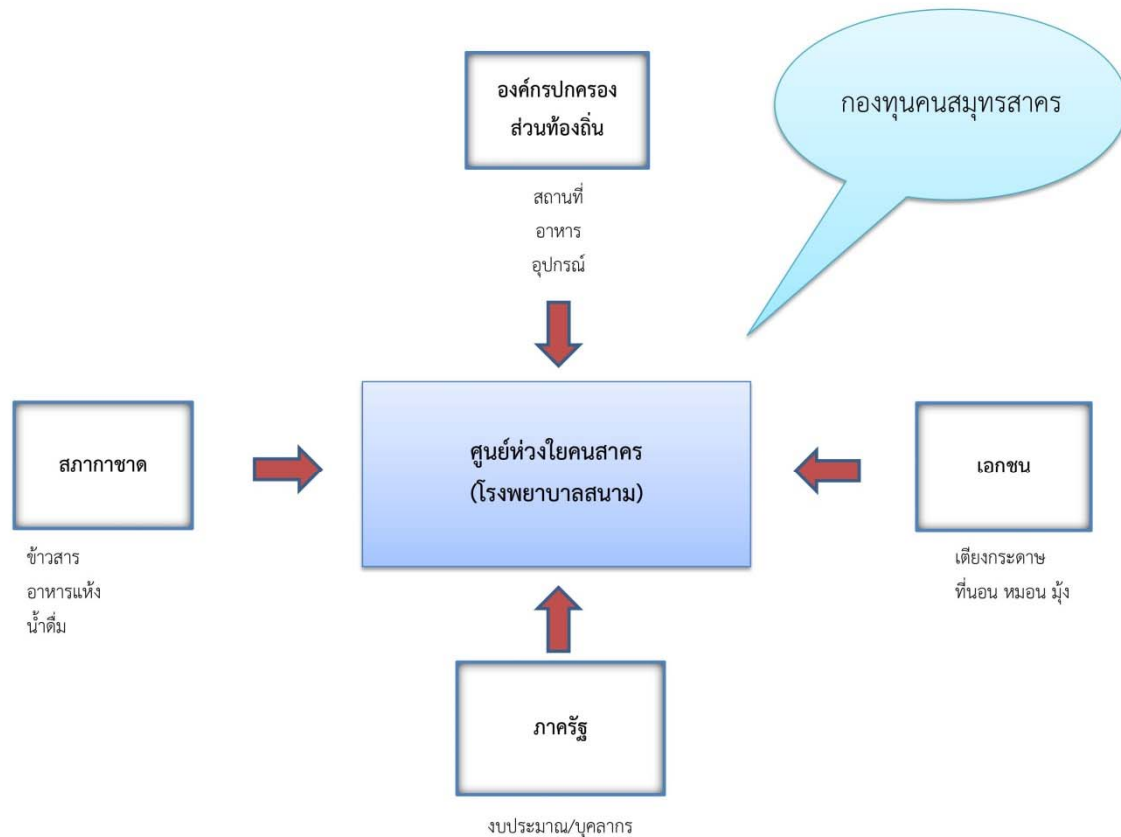 องค์กรปกครอง
ส่วนท้องถิ่น
กองทุนคนสมุทรสาคร
สถานที่
อาหาร
อุปกรณ์
สภากาชาด
ศูนย์ห่วงใยคนสาคร
(โรงพยาบาลสนาม)
เอกชน
ข้าวสาร
อาหารแห้ง
น้ำดื่ม
เตียงกระดาษ
ที่นอน หมอน มุ้ง
ภาครัฐ
งบประมาณ/บุคลากร